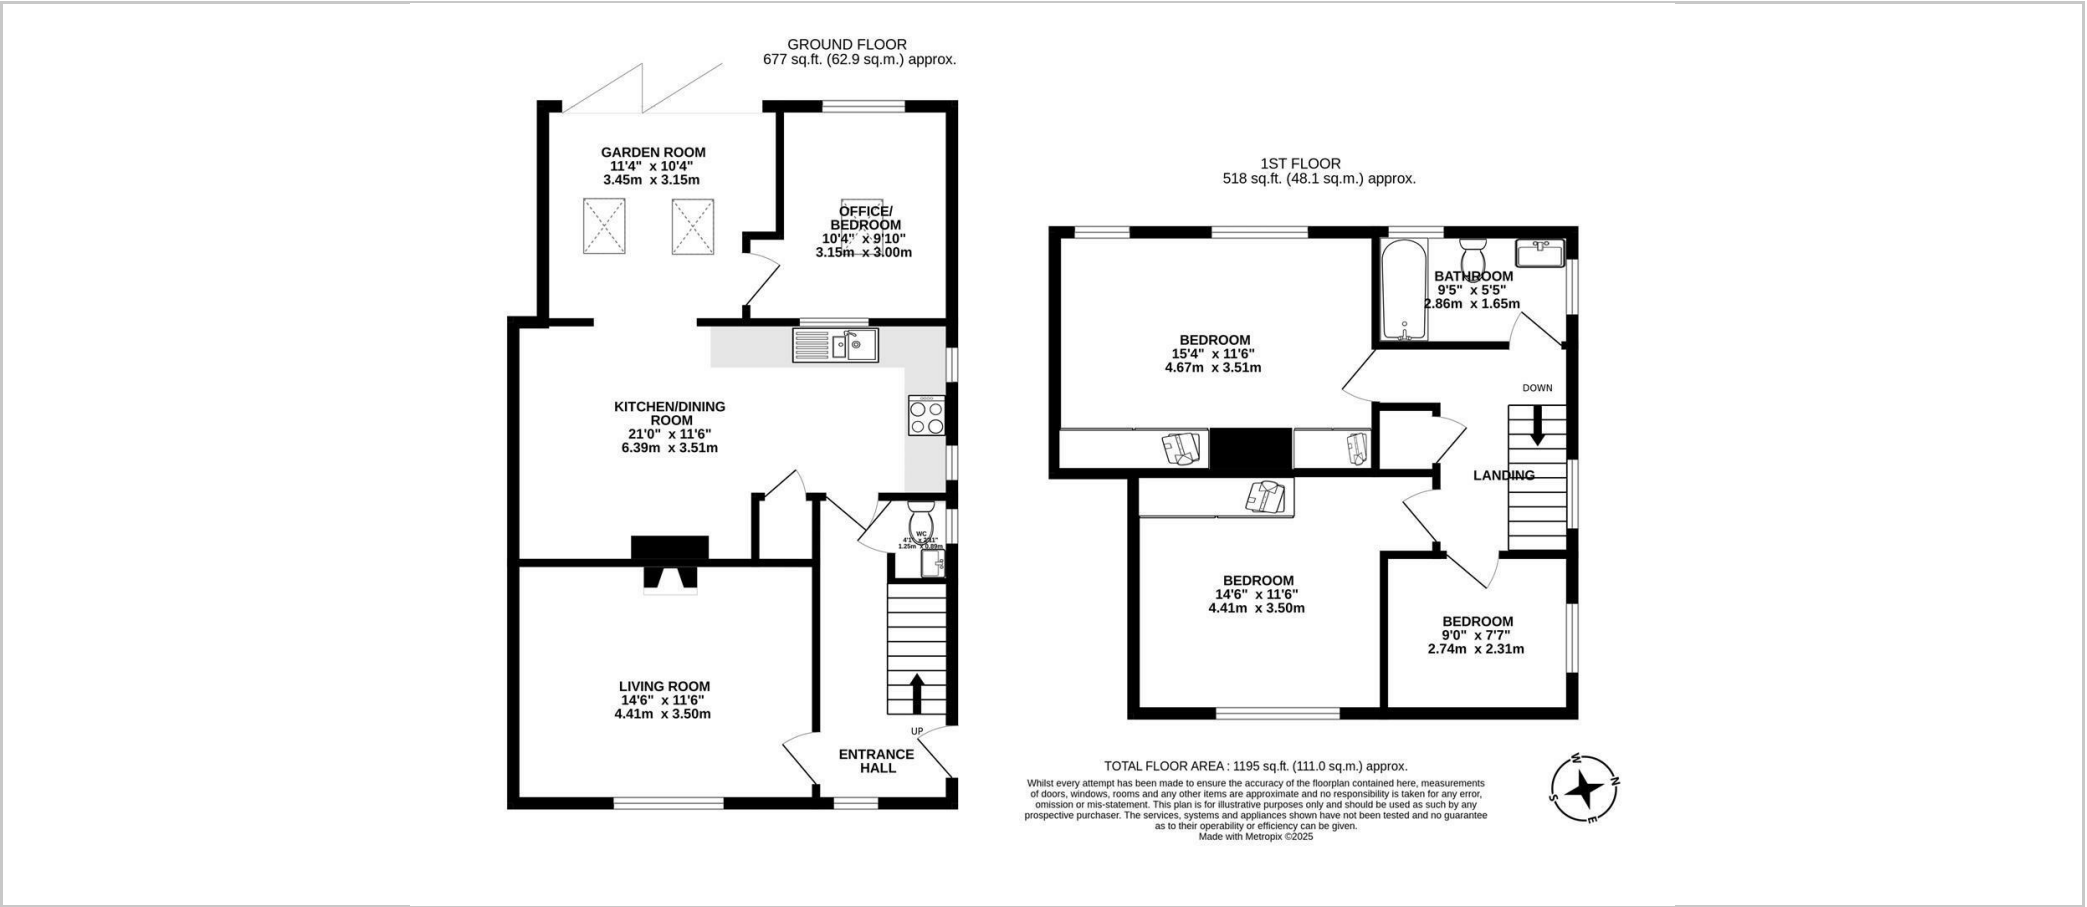 GROUND FLOOR
677 sq.ft. (62.9 sq.m.) approx.
GARDEN ROOM
11'4" x 10'4"
3.45m x 3.15m
OFFICE/
BEDROOM
10'4" x 9'10"
3.15m x 3.00m
KITCHEN/DINING
ROOM
21'0" x 11'6"
6.39m x 3.51m
WC
1.25m x 0.89m
LIVING ROOM
14'6" x 11'6"
4.41m x 3.50m
UP
ENTRANCE
HALL
1ST FLOOR
518 sq.ft. (48.1 sq.m.) approx.
BATHROOM
9'5" x 5'5"
2.86m x 1.65m
BEDROOM
15'4" x 11'6"
4.67m x 3.51m
DOWN
LANDING
BEDROOM
14'6" x 11'6"
4.41m x 3.50m
BEDROOM
9'0" x 7'7"
2.74m x 2.31m
TOTAL FLOOR AREA : 1195 sq.ft. (111.0 sq.m.) approx.
Whilst every attempt has been made to ensure the accuracy of the floorplan contained here, measurements
of doors, windows, rooms and any other items are approximate and no responsibility is taken for any error,
omission or mis-statement. This plan is for illustrative purposes only and should be used as such by any
prospective purchaser. The services, systems and appliances shown have not been tested and no guarantee
as to their operability or efficiency can be given.
Made with Metropix ©2025
W
N
S
E